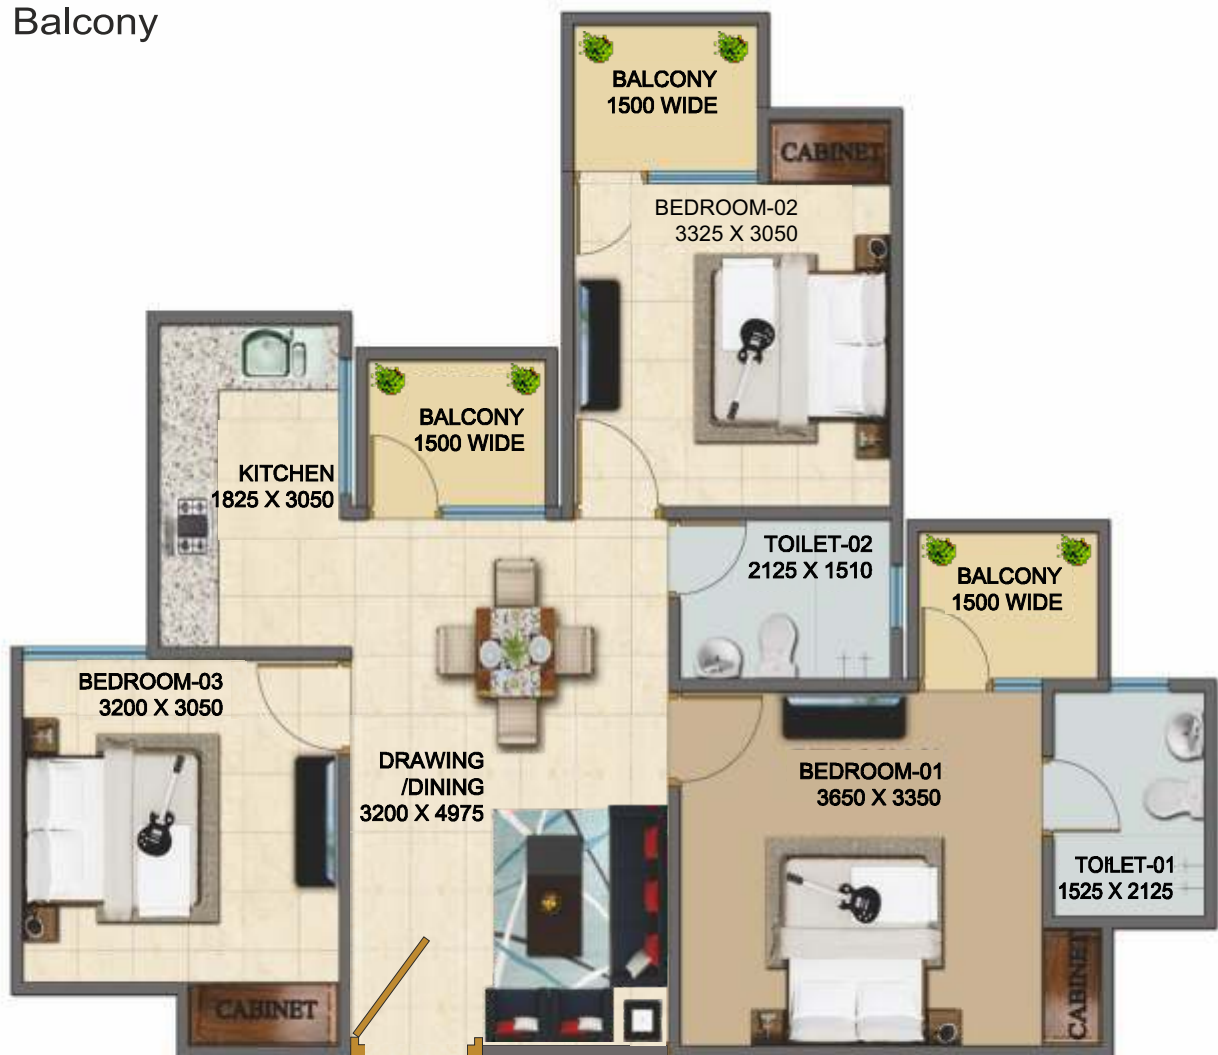 Balcony
BALCONY
1500 WIDE
CABINET
BEDROOM-02
3325 X 3050
BALCONY
1500 WIDE
KITCHEN
1825 X 3050
TOILET-02
2125 X 1510
BALCONY
1500 WIDE
BEDROOM-03
3200 X 3050
DRAWING
/DINING
3200 X 4975
BEDROOM-01
3650 X 3350
TOILET-01
1525 X 2125
CABINET
CABINET